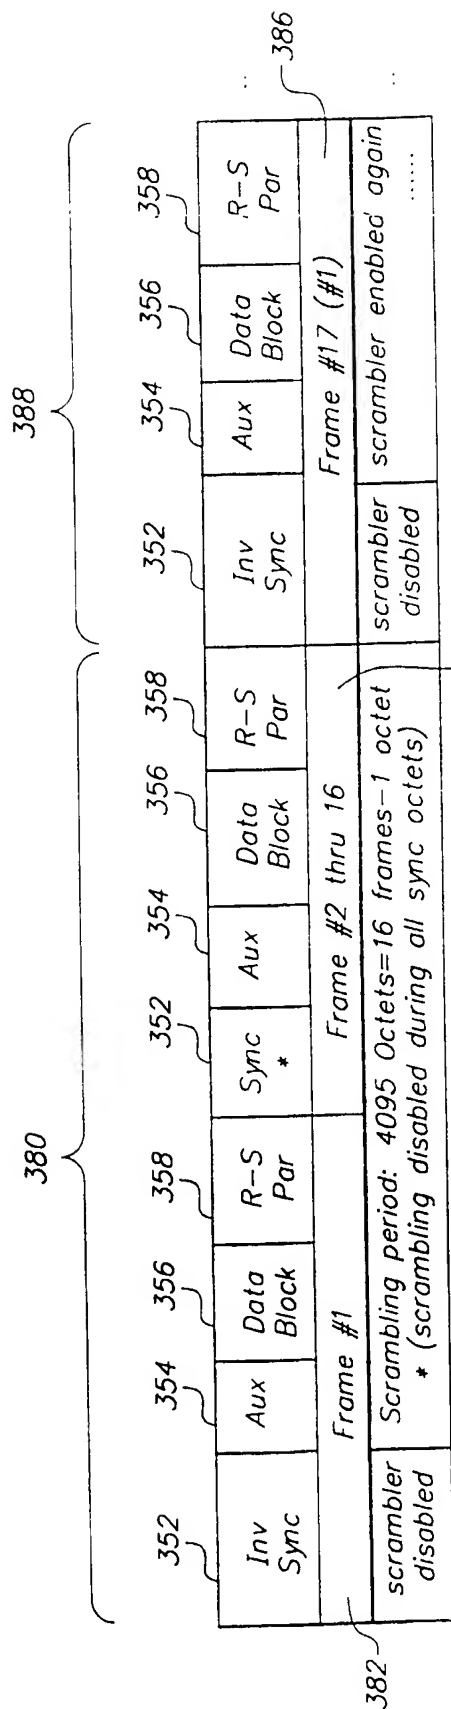 380
388
352
354
356
358
352
354
356
358
352
354
356
358
Inv
Sync
Aux
Data
Block
R-S
Par
Sync
*
Aux
Data
Block
R-S
Par
Inv
Sync
Aux
Data
Block
R-S
Par
..
382
Frame #1
Frame #2 thru 16
Frame #17 (#1)
386
scrambler
disabled
Scrambling period: 4095 Octets=16 frames-1 octet
* (scrambling disabled during all sync octets)
scrambler
disabled
scrambler enabled again
......
..